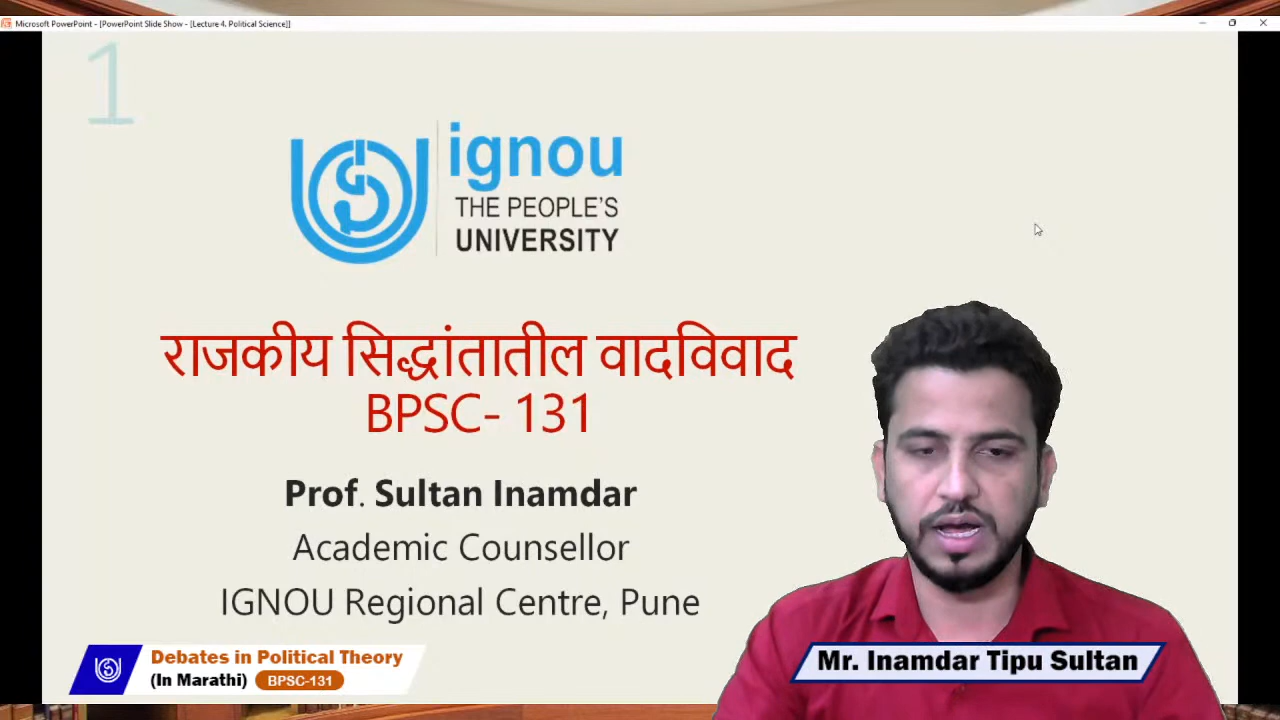 Microsoft PowerPoint - [PowerPoint Slide Show - [Lecture 4, Political Science]]
1
ignou
THE PEOPLE'S
UNIVERSITY
राजकीय सिद्धांतातील वादविवाद
BPSC- 131
Prof. Sultan Inamdar
Academic Counsellor
IGNOU Regional Centre, Pune
Debates in Political Theory
(In Marathi) BPSC-131
Mr. Inamdar Tipu Sultan